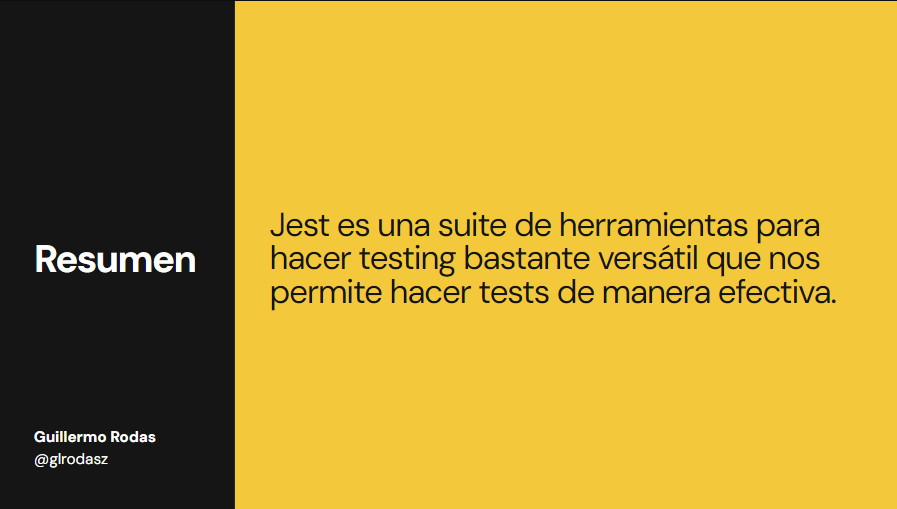 Resumen
Guillermo Rodas
@glrodasz
Jest es una suite de herramientas para
hacer testing bastante versátil que nos
permite hacer tests de manera efectiva.